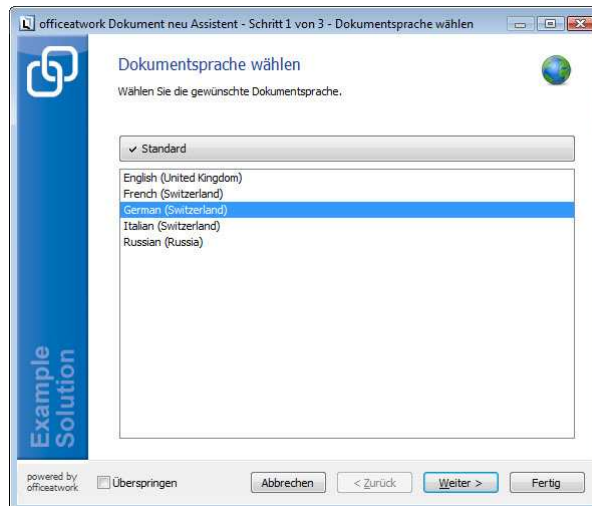 officeatwork Dokument neu Assistent - Schritt 1 von 3 - Dokumentsprache wählen
Dokumentsprache wählen
Wählen Sie die gewünschte Dokumentsprache.
Standard
English (United Kingdom)
French (Switzerland)
German (Switzerland)
Italian (Switzerland)
Russian (Russia)
Example
Solution
powered by
officeatwork
Überspringen
Abbrechen
< Zurück
Weiter >
Fertig